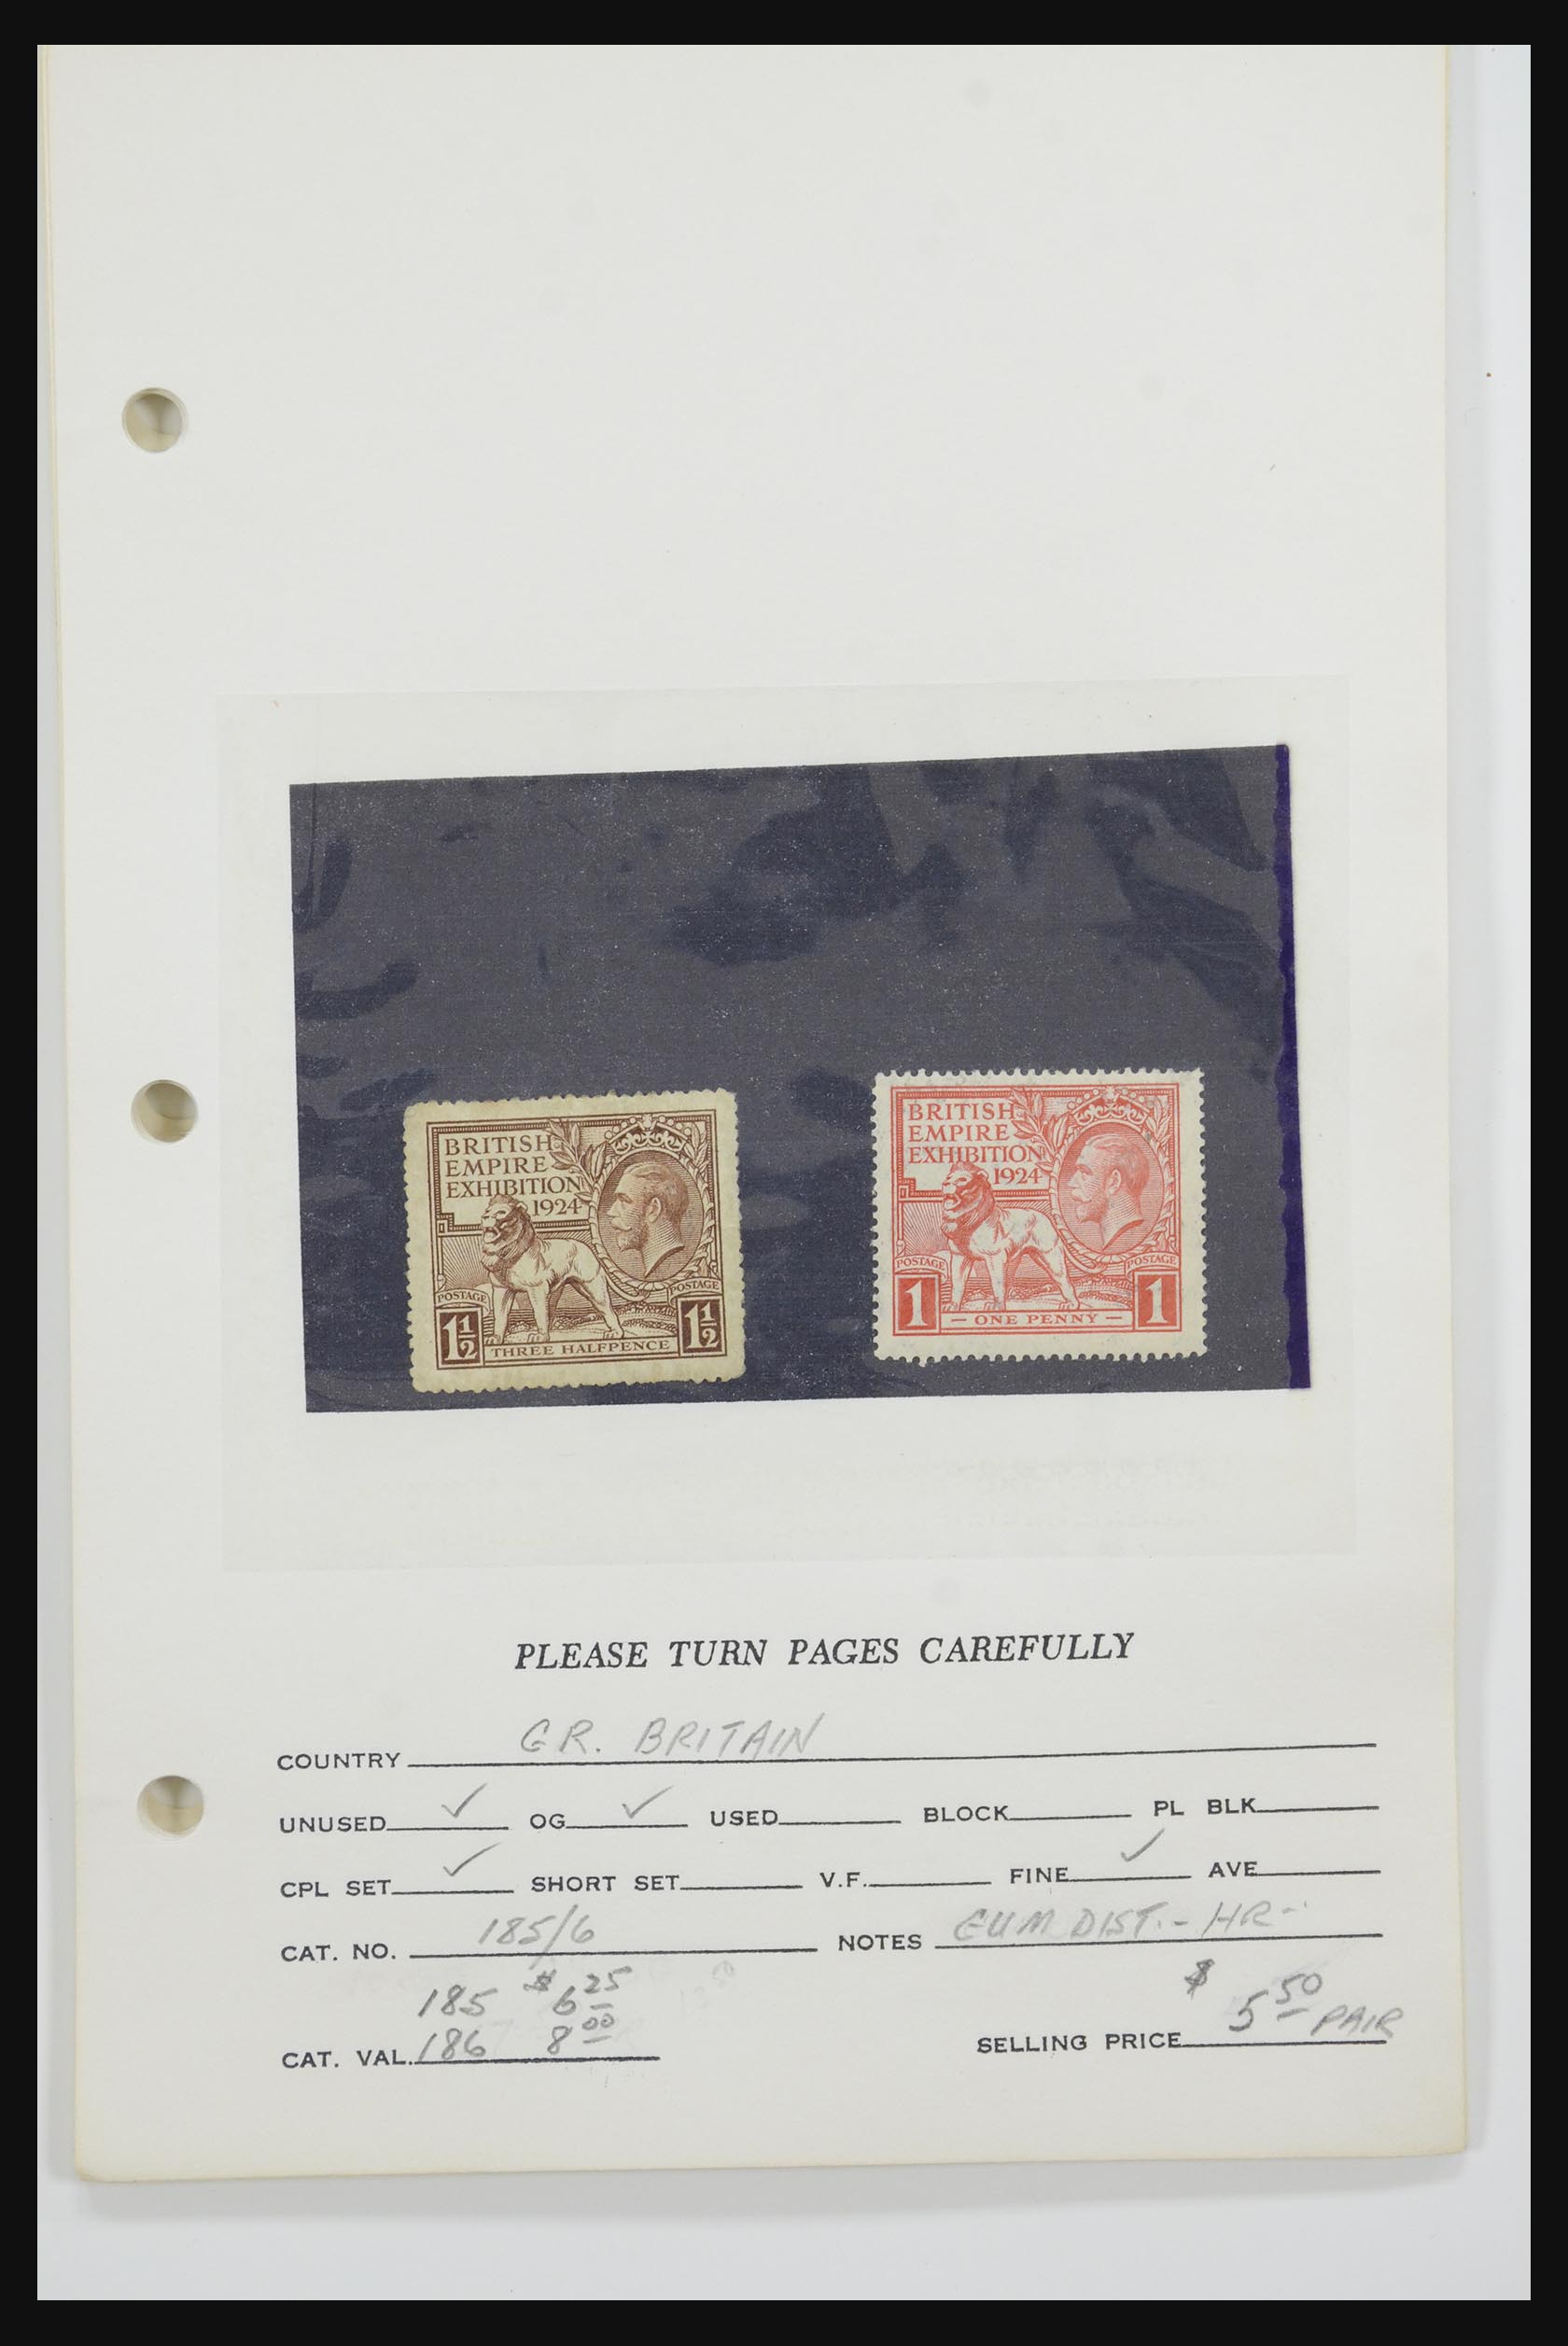 BRITISH
EMPIRE
EXHIBITION
1924
POSTAGE POSTAGE
1½ THREE HALFPENCE 1½
BRITISH
EMPIRE
EXHIBITION
1924
POSTAGE POSTAGE
1 — ONE PENNY — 1
PLEASE TURN PAGES CAREFULLY
COUNTRY GR. BRITAIN
UNUSED ✓ OG ✓ USED BLOCK PL BLK
CPL SET ✓ SHORT SET V.F. FINE ✓ AVE
CAT. NO. 185/6 NOTES GUM DIST. - HR -
185 $6.25
CAT. VAL. 186 8.00
SELLING PRICE $5.50 PAIR